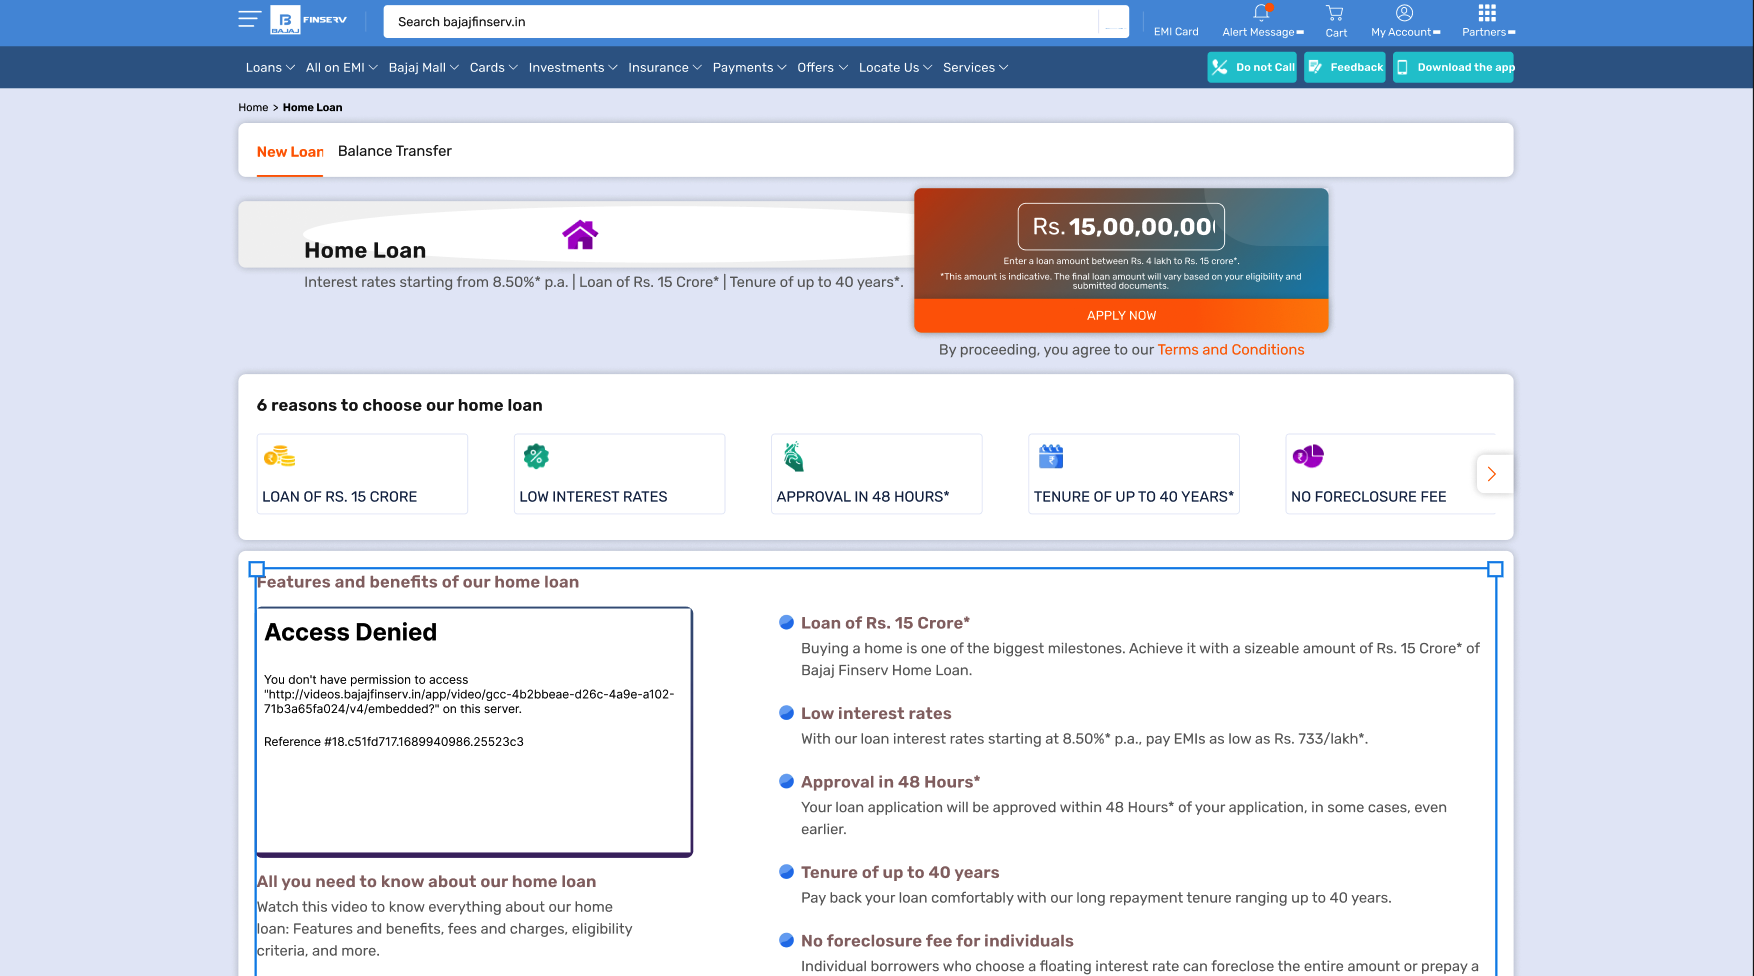 BAJAJ
FINSERV
Search bajajfinserv.in
EMI Card
Alert Message
Cart
My Account
Partners
Loans
All on EMI
Bajaj Mall
Cards
Investments
Insurance
Payments
Offers
Locate Us
Services
Do not Call
Feedback
Download the app
Home > Home Loan
New Loan
Balance Transfer
Home Loan
Interest rates starting from 8.50%* p.a. | Loan of Rs. 15 Crore* | Tenure of up to 40 years*.
Rs. 15,00,00,00
Enter a loan amount between Rs. 4 lakh to Rs. 15 crore*.
*This amount is indicative. The final loan amount will vary based on your eligibility and
submitted documents.
APPLY NOW
By proceeding, you agree to our Terms and Conditions
6 reasons to choose our home loan
LOAN OF RS. 15 CRORE
LOW INTEREST RATES
APPROVAL IN 48 HOURS*
TENURE OF UP TO 40 YEARS*
NO FORECLOSURE FEE
Features and benefits of our home loan
Access Denied
You don't have permission to access
"http://videos.bajajfinserv.in/app/video/gcc-4b2bbeae-d26c-4a9e-a102-
71b3a65fa024/v4/embedded?" on this server.
Reference #18.c51fd717.1689940986.25523c3
All you need to know about our home loan
Watch this video to know everything about our home
loan: Features and benefits, fees and charges, eligibility
criteria, and more.
Loan of Rs. 15 Crore*
Buying a home is one of the biggest milestones. Achieve it with a sizeable amount of Rs. 15 Crore* of
Bajaj Finserv Home Loan.
Low interest rates
With our loan interest rates starting at 8.50%* p.a., pay EMIs as low as Rs. 733/lakh*.
Approval in 48 Hours*
Your loan application will be approved within 48 Hours* of your application, in some cases, even
earlier.
Tenure of up to 40 years
Pay back your loan comfortably with our long repayment tenure ranging up to 40 years.
No foreclosure fee for individuals
Individual borrowers who choose a floating interest rate can foreclose the entire amount or prepay a